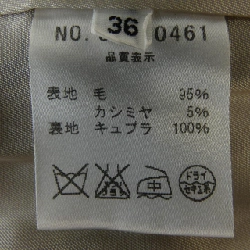 36
NO. 0461
品質表示
表地 毛 95%
カシミヤ 5%
裏地 キュプラ 100%
中 ドライ